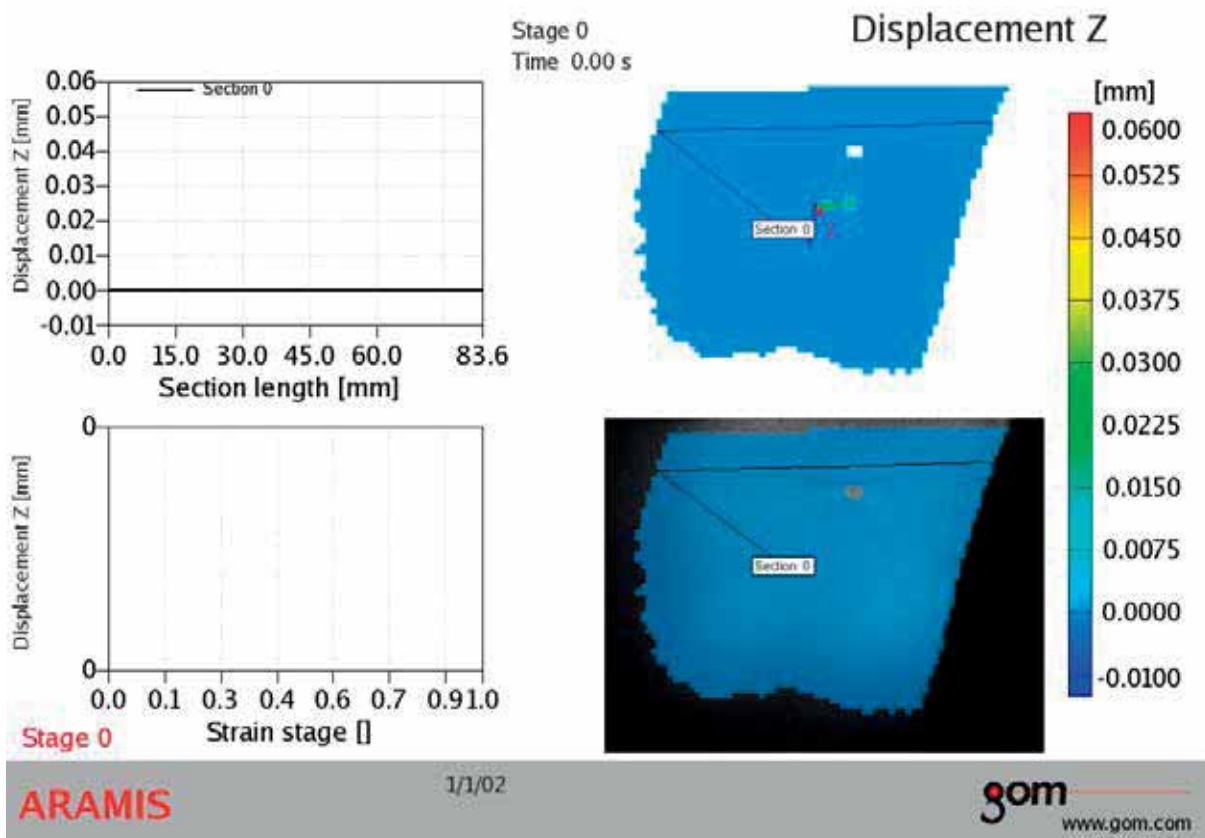 Stage 0
Time 0.00 s
Displacement Z
Section 0
Displacement Z [mm]
0.06
0.05
0.04
0.03
0.02
0.01
0.00
-0.01
0.0 15.0 30.0 45.0 60.0 83.6
Section length [mm]
Section 0
Z
[mm]
0.0600
0.0525
0.0450
0.0375
0.0300
0.0225
0.0150
0.0075
0.0000
-0.0100
Displacement Z [mm]
0
0
0.0 0.1 0.3 0.4 0.6 0.7 0.91.0
Strain stage []
Section 0
Stage 0
ARAMIS
1/1/02
gom
www.gom.com